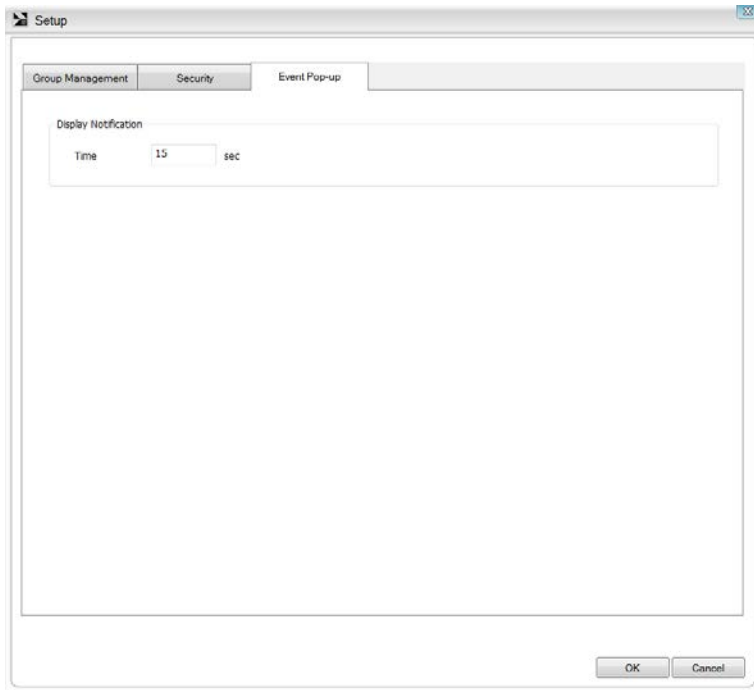 Setup
Group Management Security Event Pop-up
Display Notification
Time 15 sec
OK Cancel